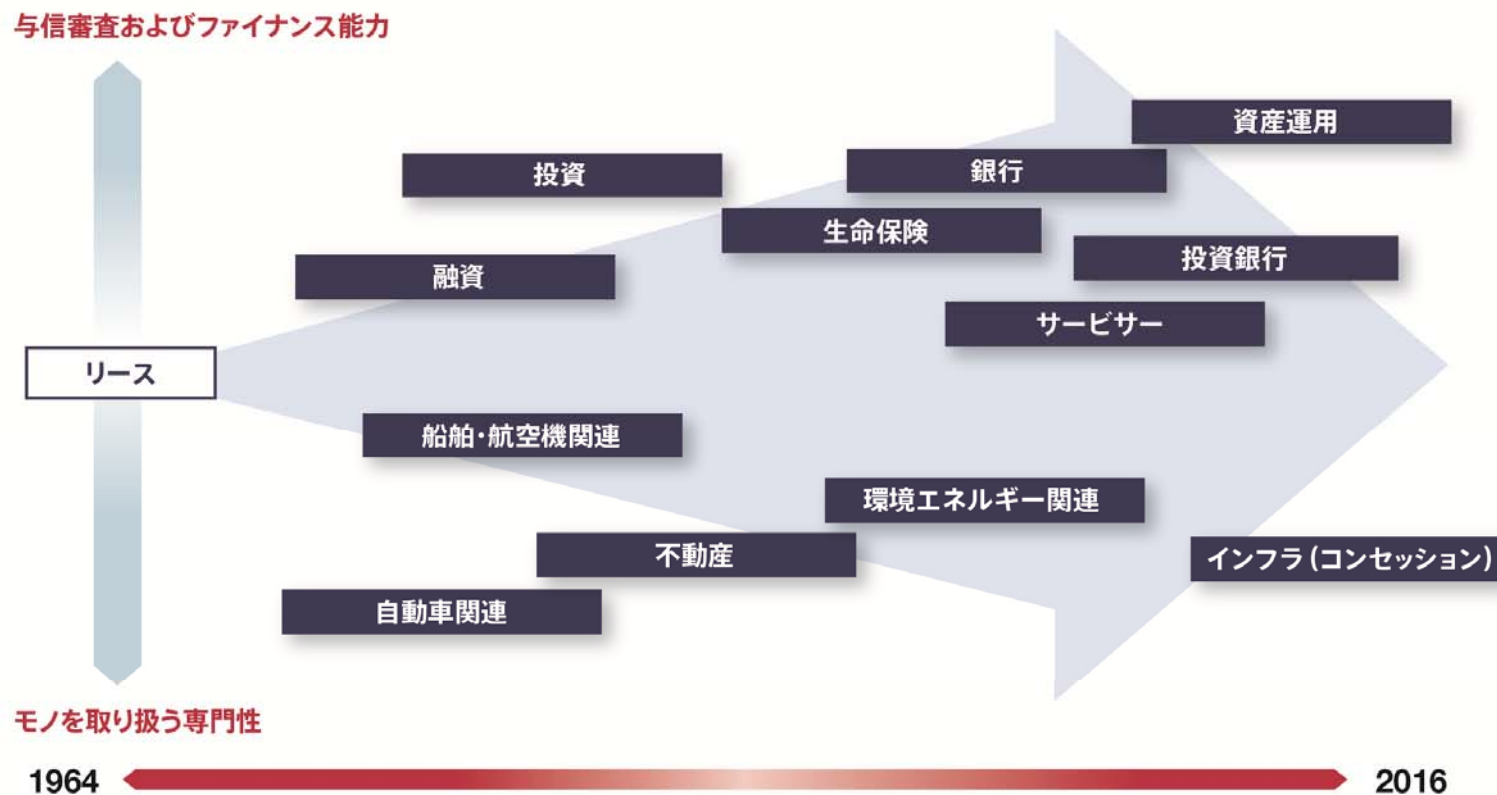 与信審査およびファイナンス能力
資産運用
投資
銀行
生命保険
投資銀行
融資
サービサー
リース
船舶・航空機関連
環境エネルギー関連
不動産
インフラ(コンセッション)
自動車関連
モノを取り扱う専門性
1964
2016